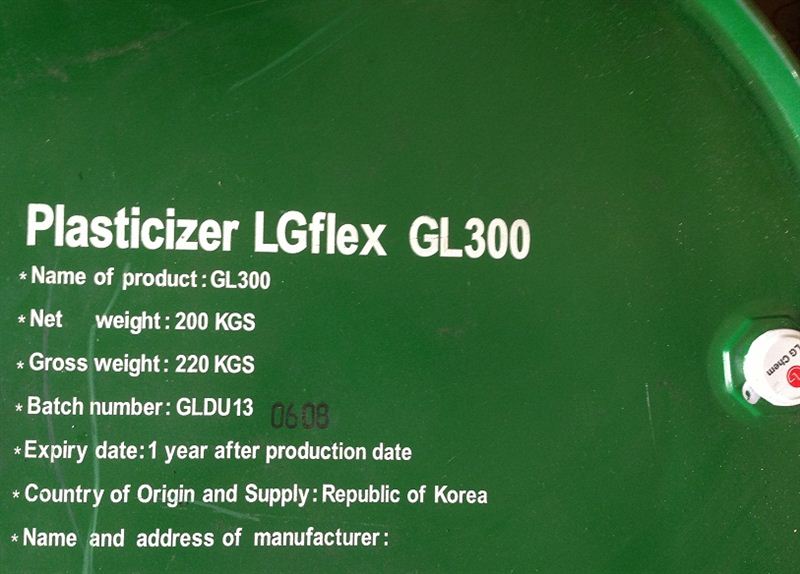 Plasticizer LGflex GL300
* Name of product : GL300
* Net weight : 200 KGS
* Gross weight : 220 KGS
* Batch number : GLDU13 0608
* Expiry date : 1 year after production date
* Country of Origin and Supply : Republic of Korea
* Name and address of manufacturer :
LG Chem